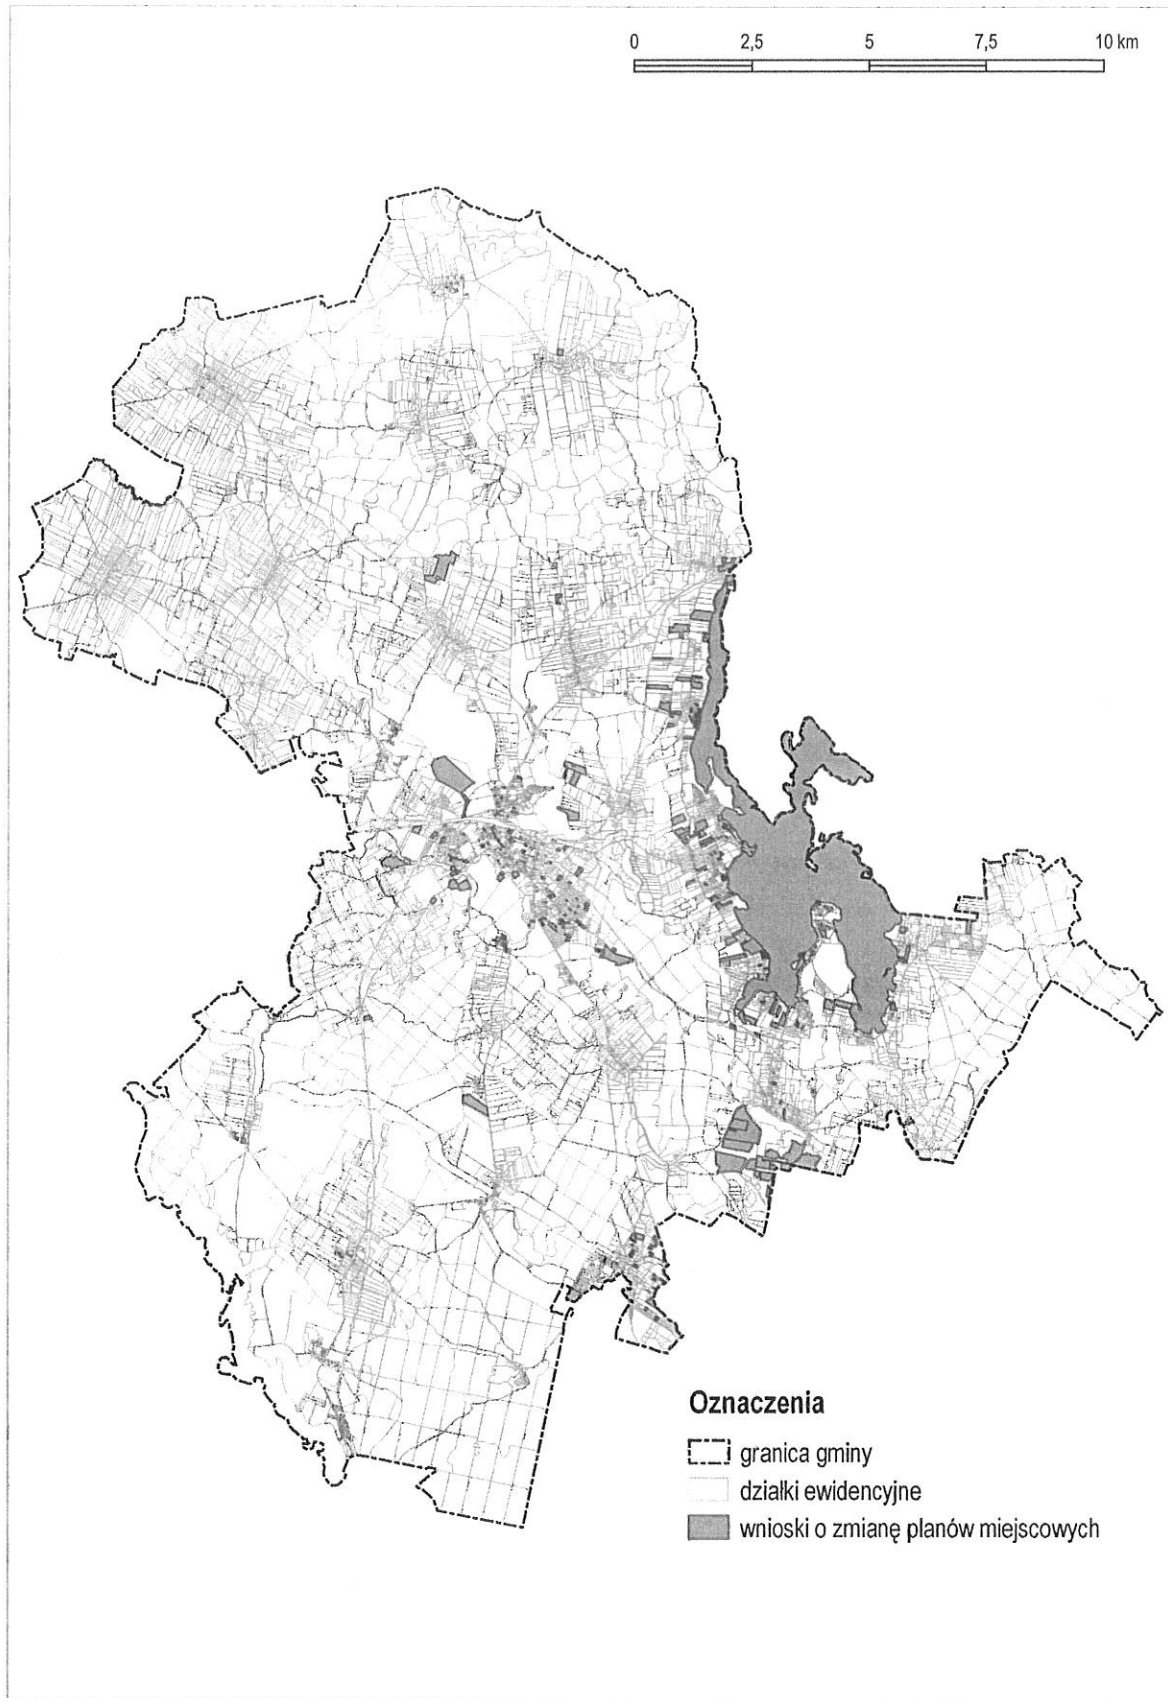 0 2,5 5 7,5 10 km
Oznaczenia
granica gminy
działki ewidencyjne
wnioski o zmianę planów miejscowych